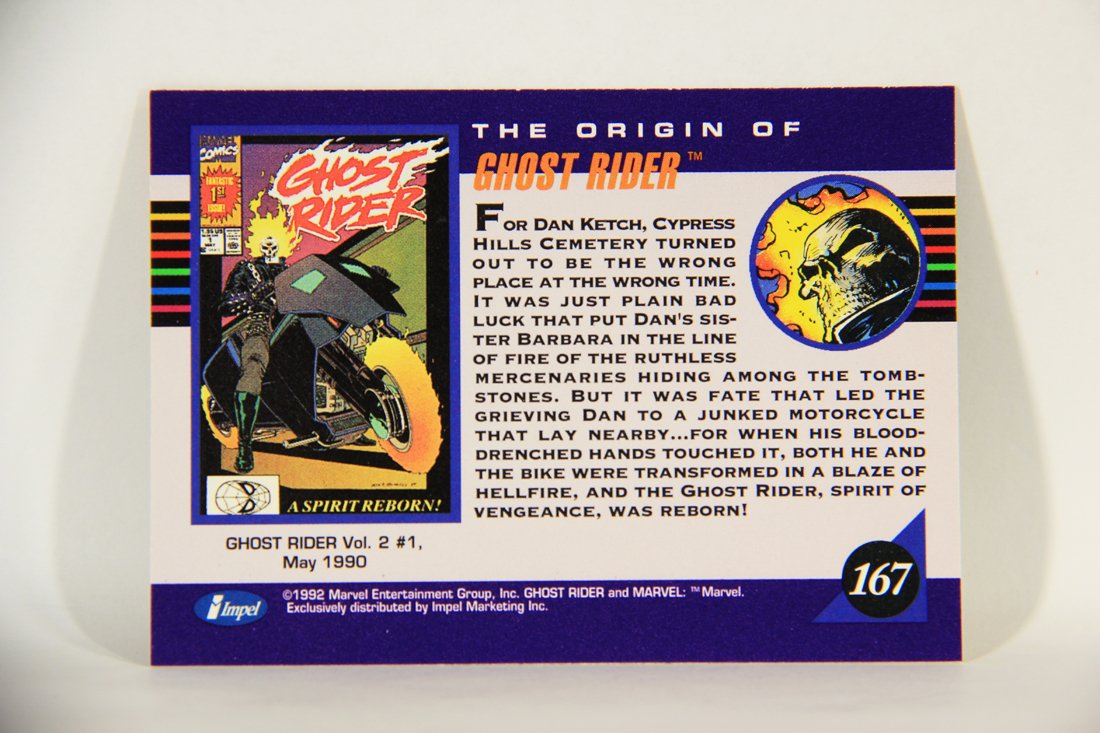 THE ORIGIN OF
GHOST RIDER™
MARVEL
COMICS
FANTASTIC
1ST
ISSUE!
1
MAY
GHOST
RIDER
A SPIRIT REBORN!
GHOST RIDER Vol. 2 #1,
May 1990
FOR DAN KETCH, CYPRESS
HILLS CEMETERY TURNED
OUT TO BE THE WRONG
PLACE AT THE WRONG TIME.
IT WAS JUST PLAIN BAD
LUCK THAT PUT DAN'S SIS-
TER BARBARA IN THE LINE
OF FIRE OF THE RUTHLESS
MERCENARIES HIDING AMONG THE TOMB-
STONES. BUT IT WAS FATE THAT LED THE
GRIEVING DAN TO A JUNKED MOTORCYCLE
THAT LAY NEARBY...FOR WHEN HIS BLOOD-
DRENCHED HANDS TOUCHED IT, BOTH HE AND
THE BIKE WERE TRANSFORMED IN A BLAZE OF
HELLFIRE, AND THE GHOST RIDER, SPIRIT OF
VENGEANCE, WAS REBORN!
167
Impel
©1992 Marvel Entertainment Group, Inc. GHOST RIDER and MARVEL: ™ Marvel.
Exclusively distributed by Impel Marketing Inc.